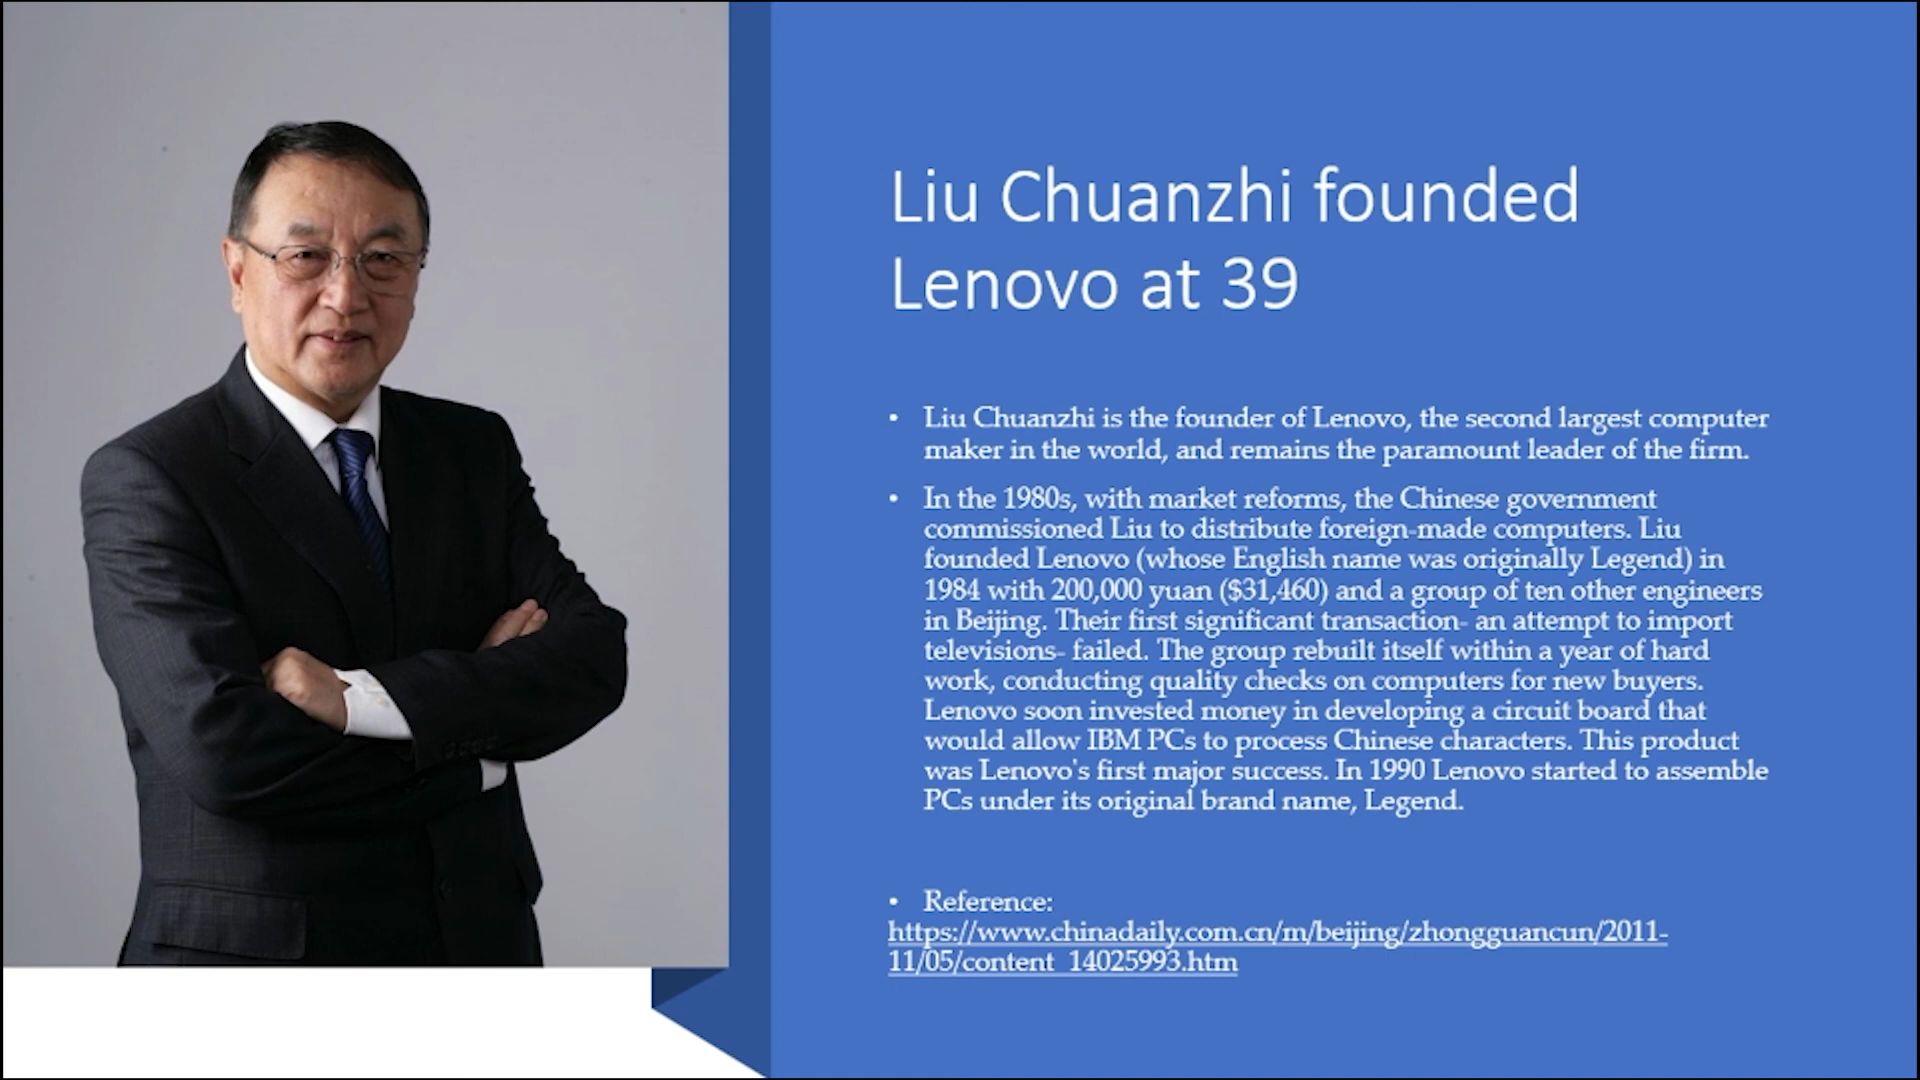 Liu Chuanzhi founded
Lenovo at 39
• Liu Chuanzhi is the founder of Lenovo, the second largest computer
maker in the world, and remains the paramount leader of the firm.
• In the 1980s, with market reforms, the Chinese government
commissioned Liu to distribute foreign-made computers. Liu
founded Lenovo (whose English name was originally Legend) in
1984 with 200,000 yuan ($31,460) and a group of ten other engineers
in Beijing. Their first significant transaction- an attempt to import
televisions- failed. The group rebuilt itself within a year of hard
work, conducting quality checks on computers for new buyers.
Lenovo soon invested money in developing a circuit board that
would allow IBM PCs to process Chinese characters. This product
was Lenovo's first major success. In 1990 Lenovo started to assemble
PCs under its original brand name, Legend.
• Reference:
https://www.chinadaily.com.cn/m/beijing/zhongguancun/2011-
11/05/content_14025993.htm